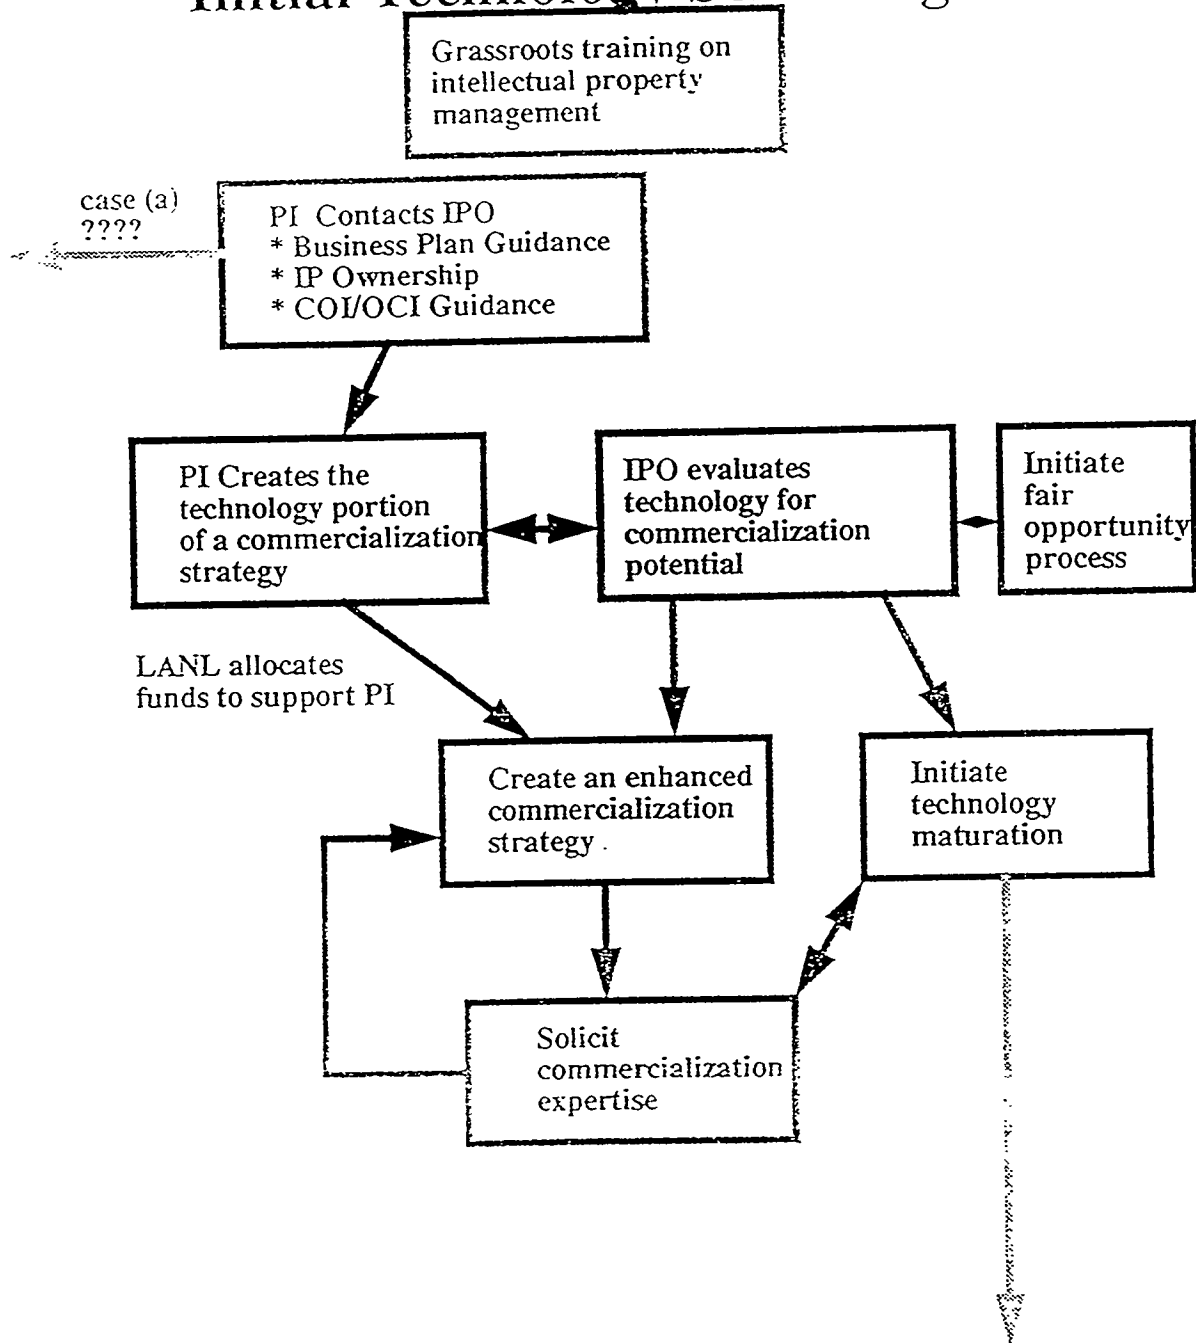 Initial Technology
Grassroots training on
intellectual property
management
case (a)
????
PI Contacts IPO
* Business Plan Guidance
* IP Ownership
* COI/OCI Guidance
PI Creates the
technology portion
of a commercialization
strategy
IPO evaluates
technology for
commercialization
potential
Initiate
fair
opportunity
process
LANL allocates
funds to support PI
Create an enhanced
commercialization
strategy .
Initiate
technology
maturation
Solicit
commercialization
expertise